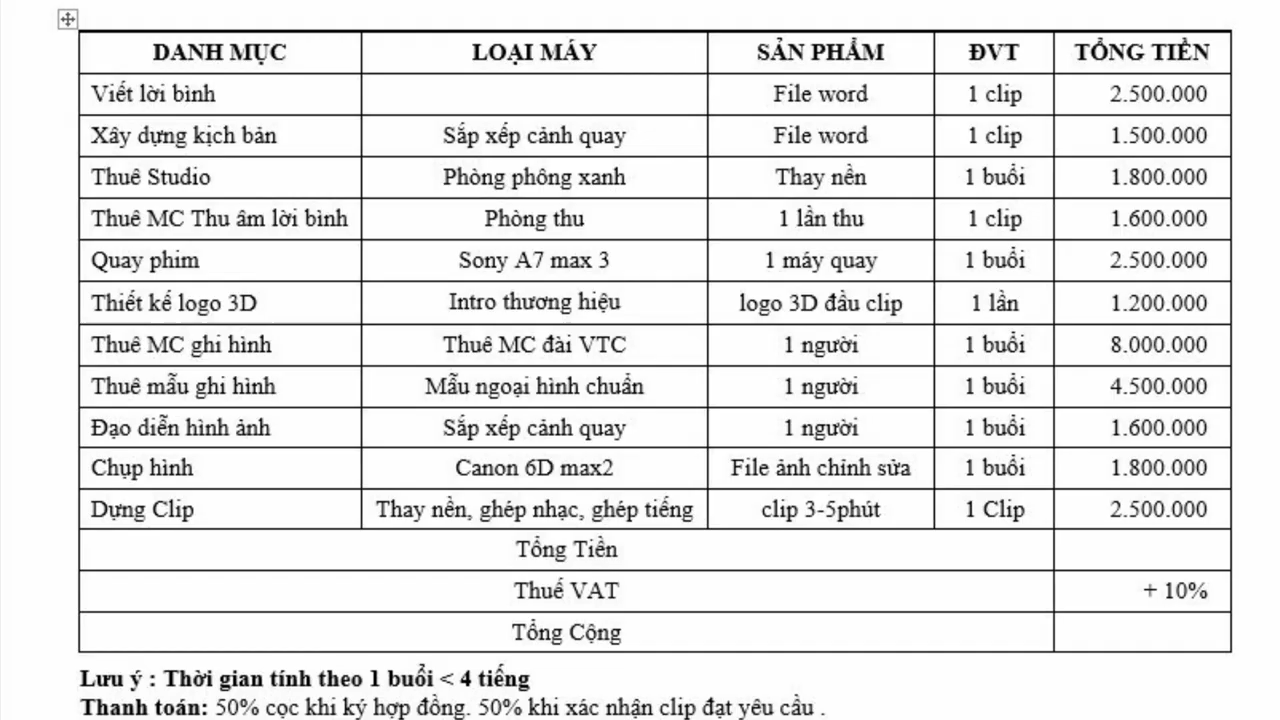 DANH MỤC LOẠI MÁY SẢN PHẨM ĐVT TỔNG TIỀN
Viết lời bình File word 1 clip 2.500.000
Xây dựng kịch bản Sắp xếp cảnh quay File word 1 clip 1.500.000
Thuê Studio Phòng phông xanh Thay nền 1 buổi 1.800.000
Thuê MC Thu âm lời bình Phòng thu 1 lần thu 1 clip 1.600.000
Quay phim Sony A7 max 3 1 máy quay 1 buổi 2.500.000
Thiết kế logo 3D Intro thương hiệu logo 3D đầu clip 1 lần 1.200.000
Thuê MC ghi hình Thuê MC đài VTC 1 người 1 buổi 8.000.000
Thuê mẫu ghi hình Mẫu ngoại hình chuẩn 1 người 1 buổi 4.500.000
Đạo diễn hình ảnh Sắp xếp cảnh quay 1 người 1 buổi 1.600.000
Chụp hình Canon 6D max2 File ảnh chỉnh sửa 1 buổi 1.800.000
Dựng Clip Thay nền, ghép nhạc, ghép tiếng clip 3-5phút 1 Clip 2.500.000
Tổng Tiền
Thuế VAT + 10%
Tổng Cộng
Lưu ý : Thời gian tính theo 1 buổi < 4 tiếng
Thanh toán: 50% cọc khi ký hợp đồng. 50% khi xác nhận clip đạt yêu cầu .